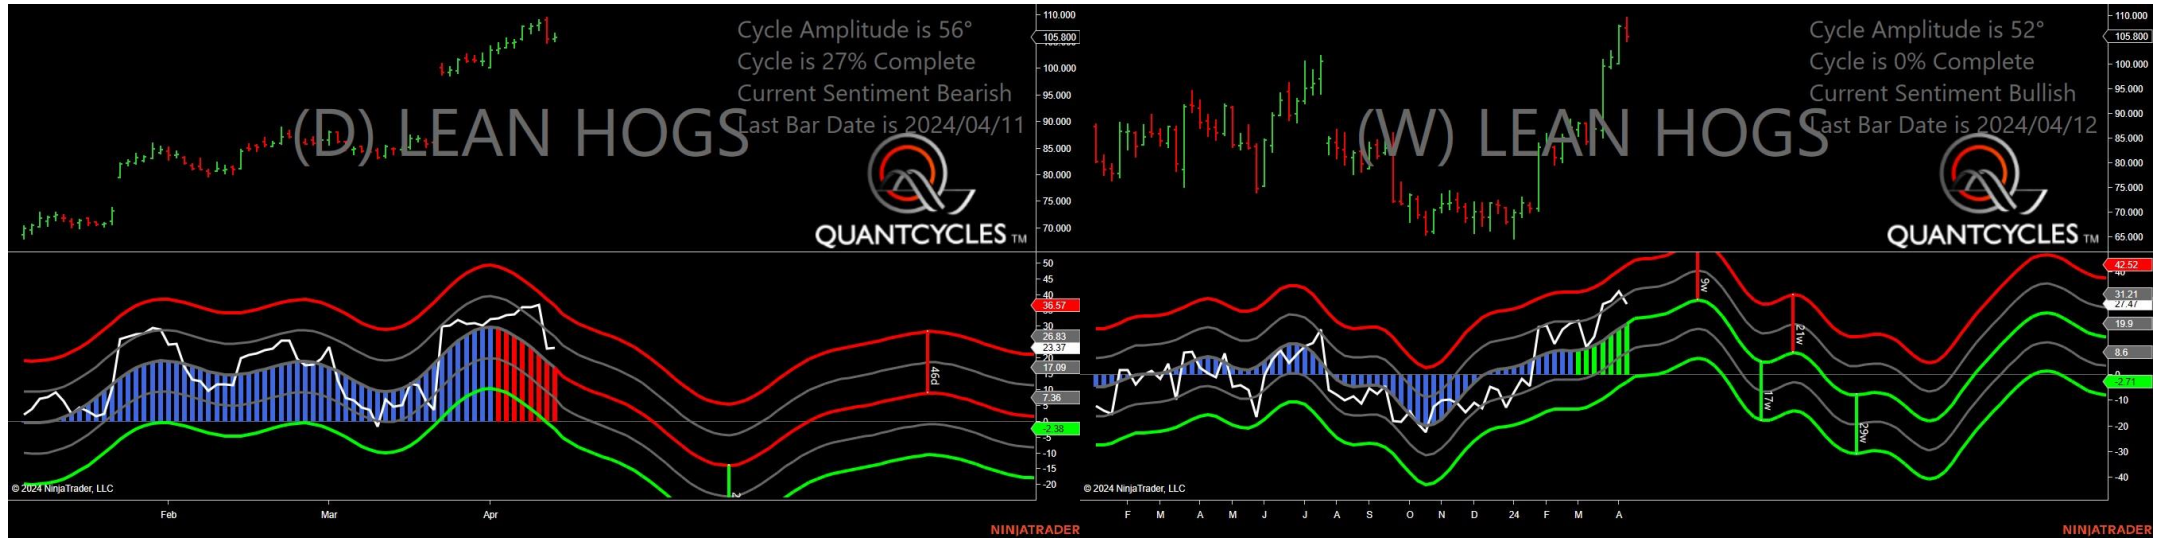 Cycle Amplitude is 56°
Cycle is 27% Complete
Current Sentiment Bearish
Last Bar Date is 2024/04/11
(D) LEAN HOGS
QUANTCYCLES TM
110.000
105.800
100.000
95.000
90.000
85.000
80.000
75.000
70.000
50
45
40
36.57
30
26.83
23.37
20
17.09
10
7.36
5
0
-2.38
-5
-10
-15
-20
46d
2
© 2024 NinjaTrader, LLC
Feb Mar Apr
NINJATRADER
Cycle Amplitude is 52°
Cycle is 0% Complete
Current Sentiment Bullish
Last Bar Date is 2024/04/12
(W) LEAN HOGS
QUANTCYCLES TM
110.000
105.800
100.000
95.000
90.000
85.000
80.000
75.000
70.000
65.000
42.52
40
31.21
27.47
19.9
8.6
0
-2.71
-10
-20
-30
-40
9w
21w
17w
29w
© 2024 NinjaTrader, LLC
F M A M J J A S O N D 24 F M A
NINJATRADER